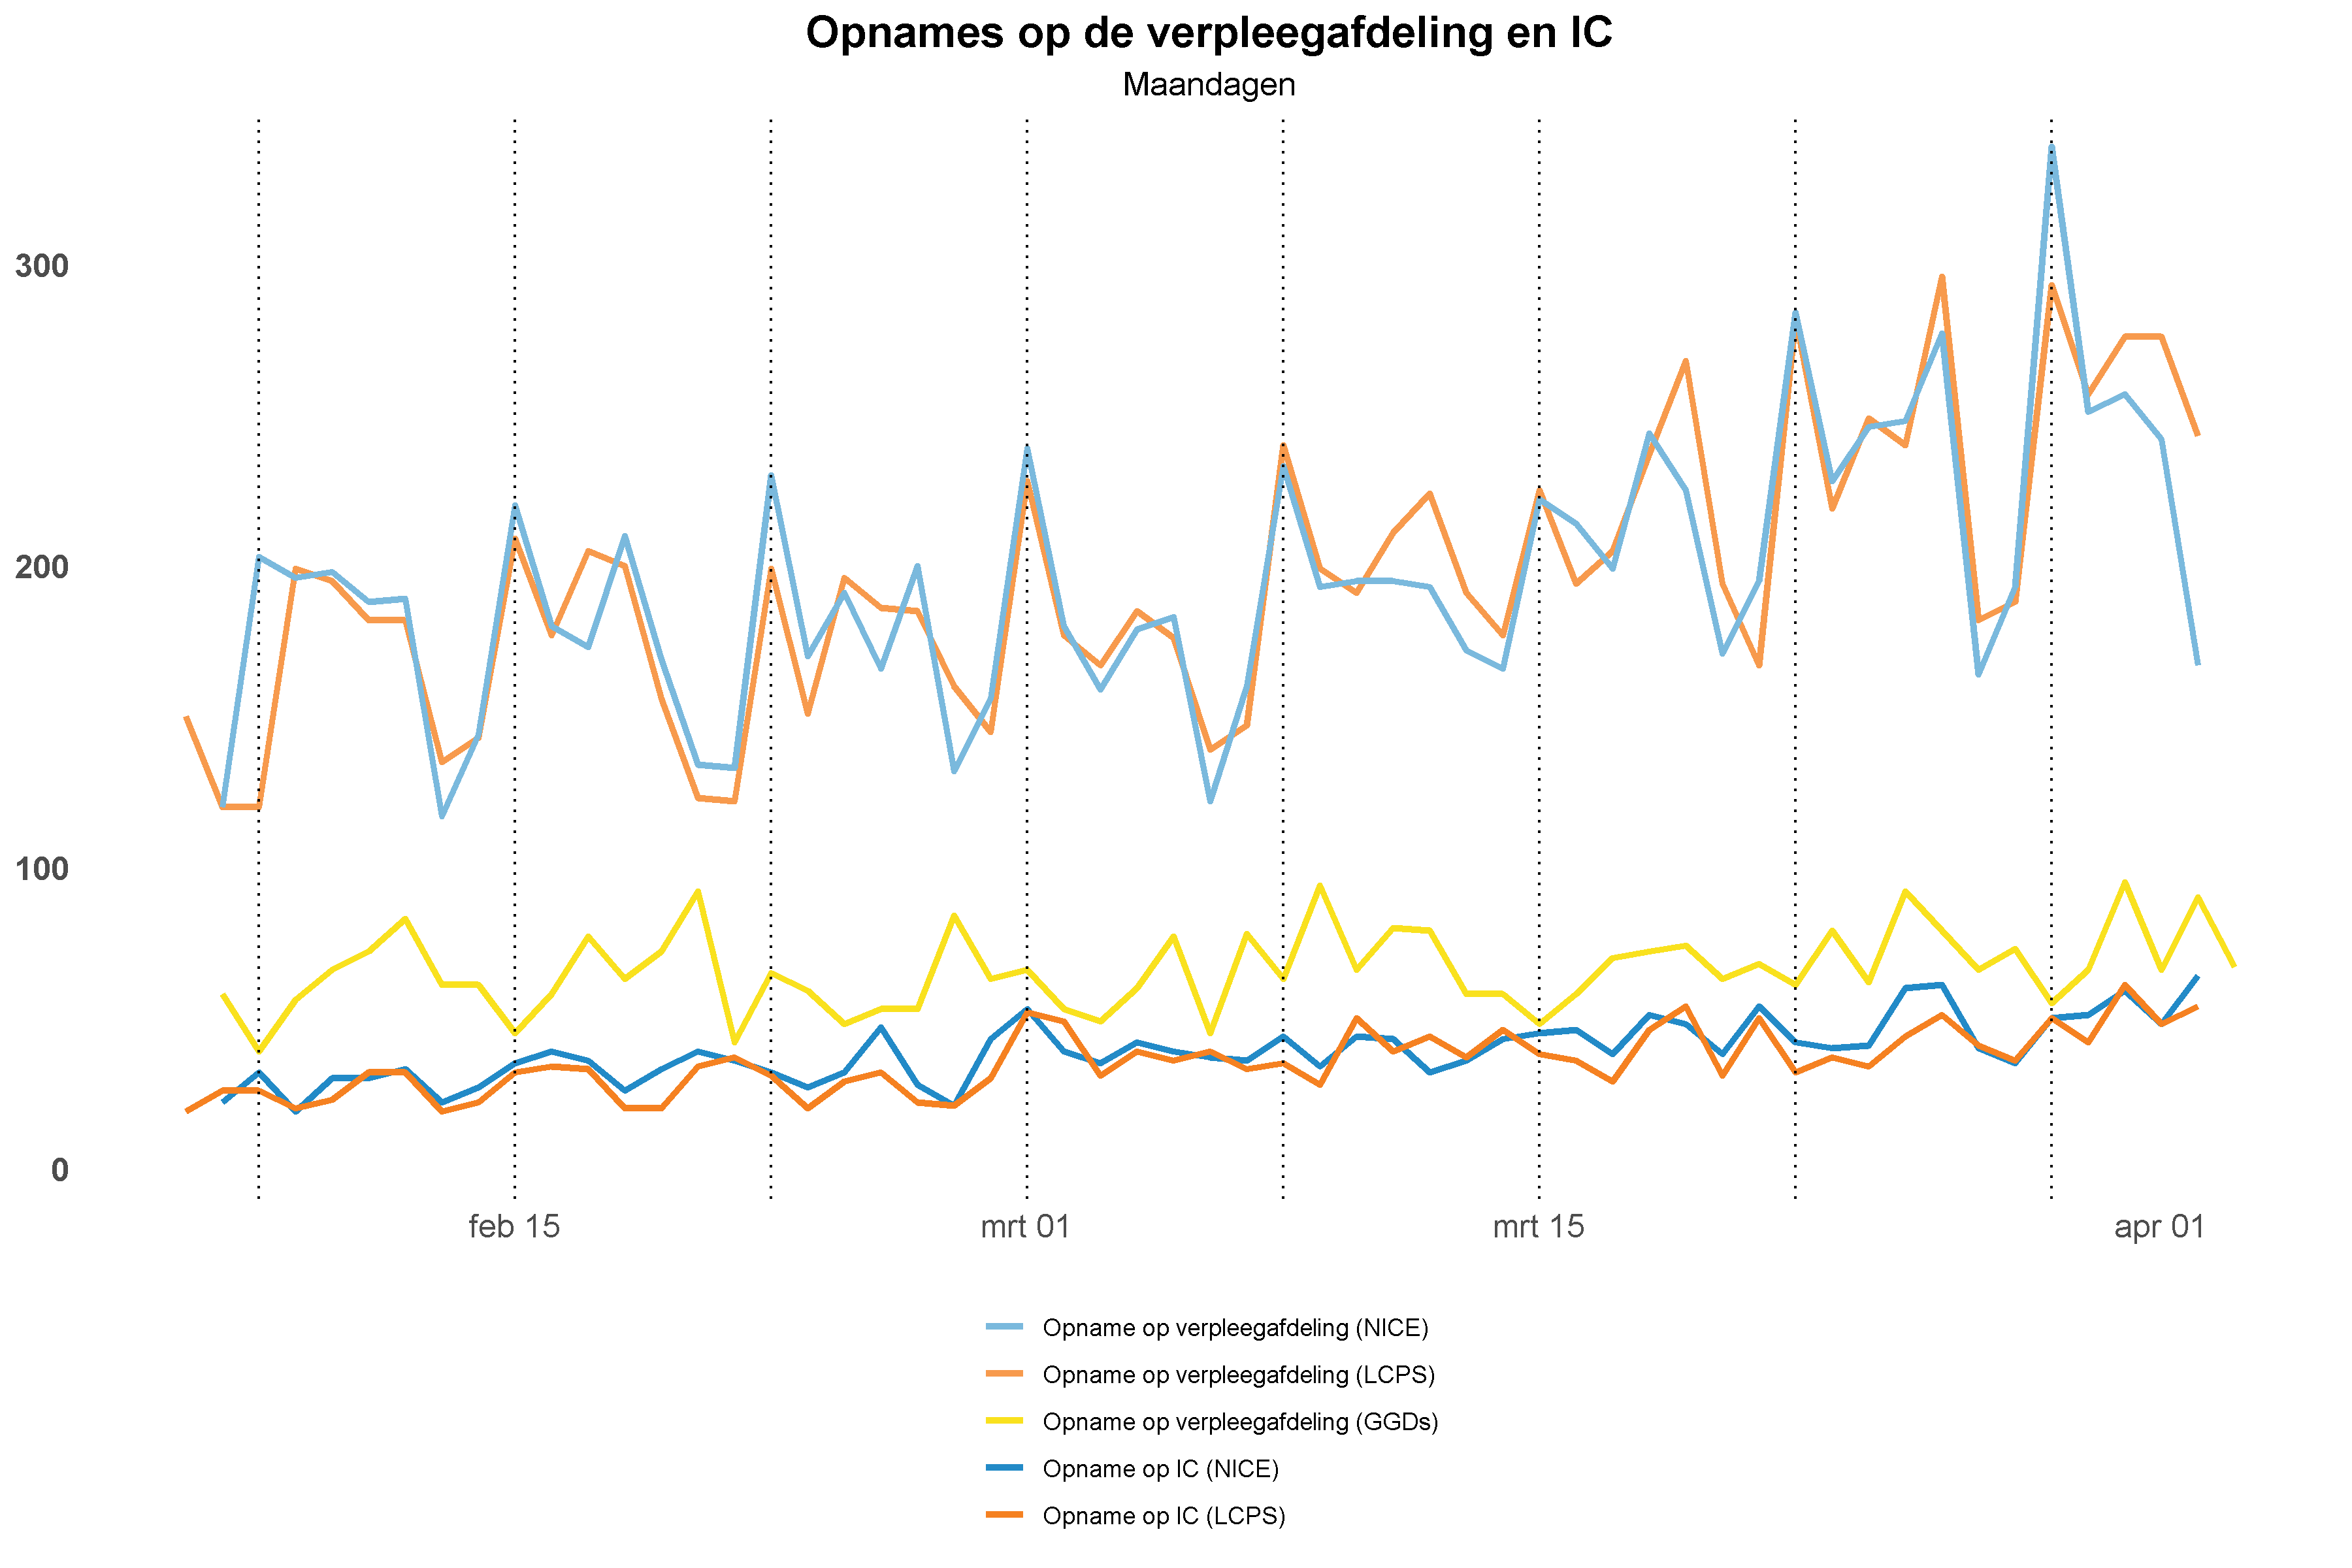 Opnames op de verpleegafdeling en IC
Maandagen
300
200
100
0
feb 15
mrt 01
mrt 15
apr 01
Opname op verpleegafdeling (NICE)
Opname op verpleegafdeling (LCPS)
Opname op verpleegafdeling (GGDs)
Opname op IC (NICE)
Opname op IC (LCPS)